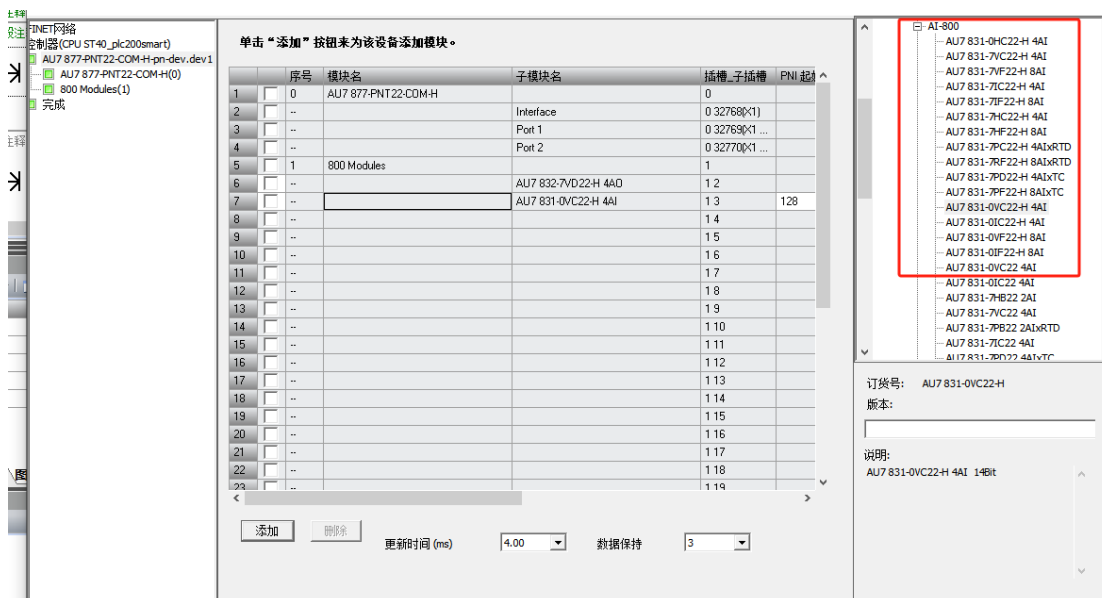 FINET网络
控制器(CPU ST40_plc200smart)
AU7 877-PNT22-COM-H-pn-dev.dev1
AU7 877-PNT22-COM-H(0)
800 Modules(1)
完成
注释
单击“添加”按钮来为该设备添加模块。
序号 模块名 子模块名 插槽_子插槽 PNI 起始
1 0 AU7 877-PNT22-COM-H 0
2 -- Interface 0 32768(X1)
3 -- Port 1 0 32769(X1 ...
4 -- Port 2 0 32770(X1 ...
5 1 800 Modules 1
6 -- AU7 832-7VD22-H 4AO 1 2
7 -- AU7 831-0VC22-H 4AI 1 3 128
8 -- 1 4
9 -- 1 5
10 -- 1 6
11 -- 1 7
12 -- 1 8
13 -- 1 9
14 -- 1 10
15 -- 1 11
16 -- 1 12
17 -- 1 13
18 -- 1 14
19 -- 1 15
20 -- 1 16
21 -- 1 17
22 -- 1 18
23 -- 1 19
添加 删除 更新时间 (ms) 4.00 数据保持 3
AI-800
AU7 831-0HC22-H 4AI
AU7 831-7VC22-H 4AI
AU7 831-7VF22-H 8AI
AU7 831-7IC22-H 4AI
AU7 831-7IF22-H 8AI
AU7 831-7HC22-H 4AI
AU7 831-7HF22-H 8AI
AU7 831-7PC22-H 4AIxRTD
AU7 831-7RF22-H 8AIxRTD
AU7 831-7PD22-H 4AIxTC
AU7 831-7PF22-H 8AIxTC
AU7 831-0VC22-H 4AI
AU7 831-0IC22-H 4AI
AU7 831-0VF22-H 8AI
AU7 831-0IF22-H 8AI
AU7 831-0VC22 4AI
AU7 831-0IC22 4AI
AU7 831-7HB22 2AI
AU7 831-7VC22 4AI
AU7 831-7PB22 2AIxRTD
AU7 831-7IC22 4AI
AU7 831-7PD22 4AIxTC
订货号: AU7 831-0VC22-H
版本:
说明:
AU7 831-0VC22-H 4AI 14Bit